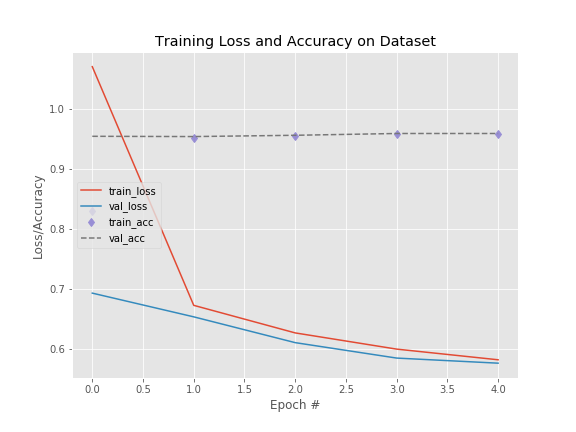 Training Loss and Accuracy on Dataset
Loss/Accuracy
1.0
0.9
0.8
0.7
0.6
train_loss
val_loss
train_acc
val_acc
0.0 0.5 1.0 1.5 2.0 2.5 3.0 3.5 4.0
Epoch #